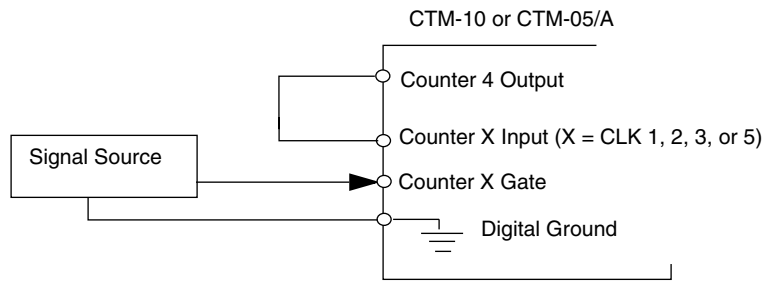 CTM-10 or CTM-05/A
Counter 4 Output
Counter X Input (X = CLK 1, 2, 3, or 5)
Signal Source
Counter X Gate
Digital Ground